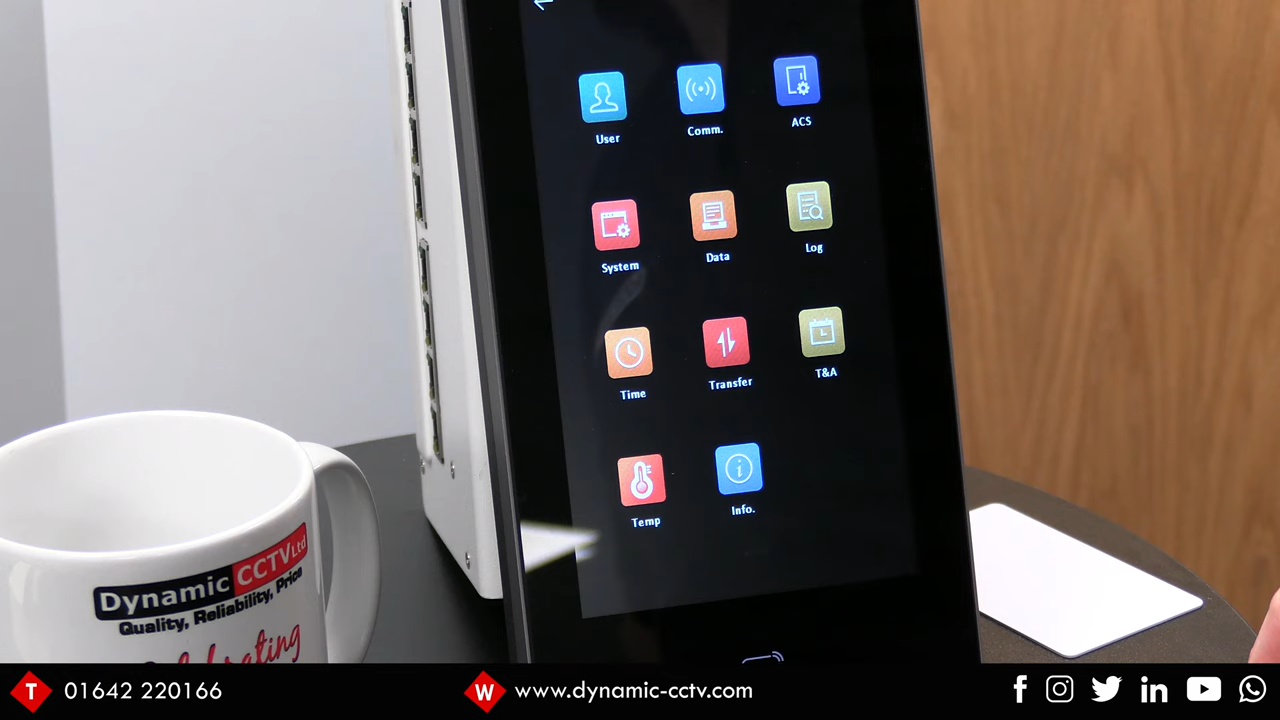 User
Comm.
ACS
System
Data
Log
Time
Transfer
T&A
Temp
Info.
Dynamic CCTV Ltd
Quality, Reliability, Price
T 01642 220166
W www.dynamic-cctv.com